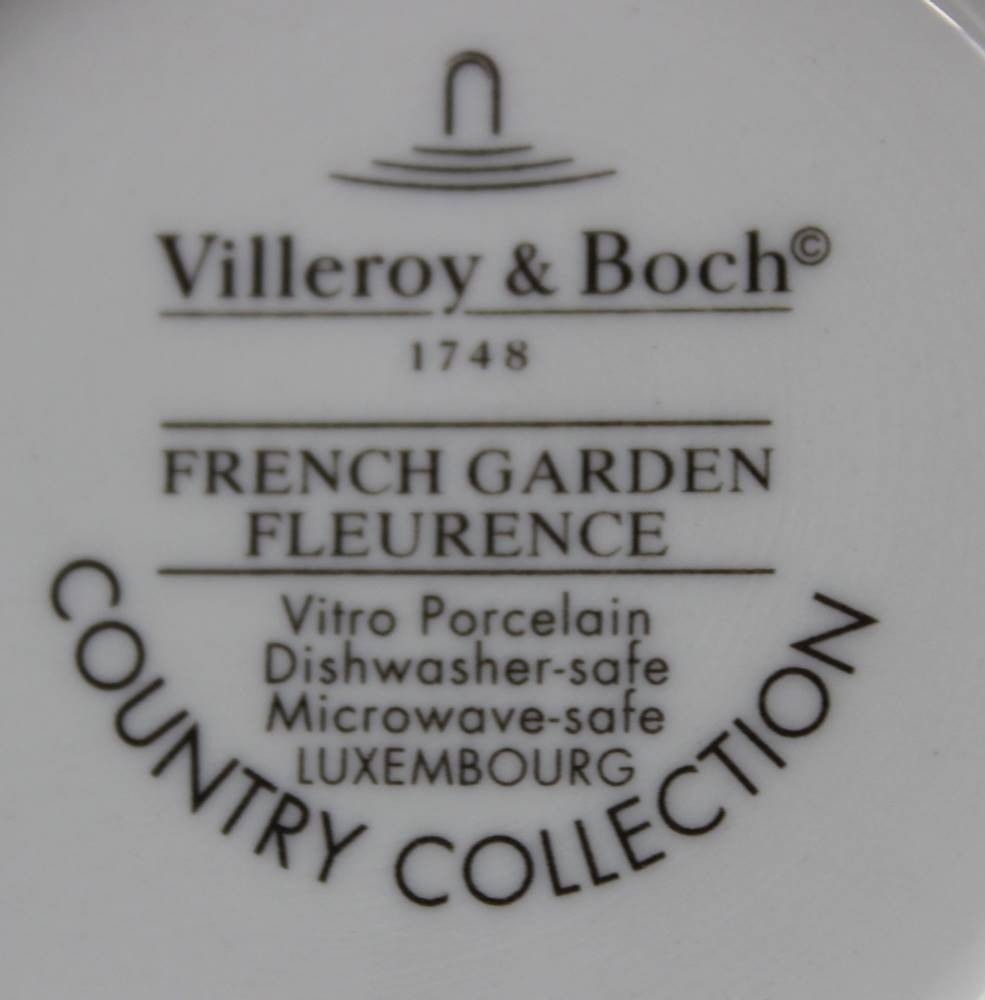 Villeroy & Boch©
1748
FRENCH GARDEN
FLEURENCE
Vitro Porcelain
Dishwasher-safe
Microwave-safe
LUXEMBOURG
COUNTRY COLLECTION